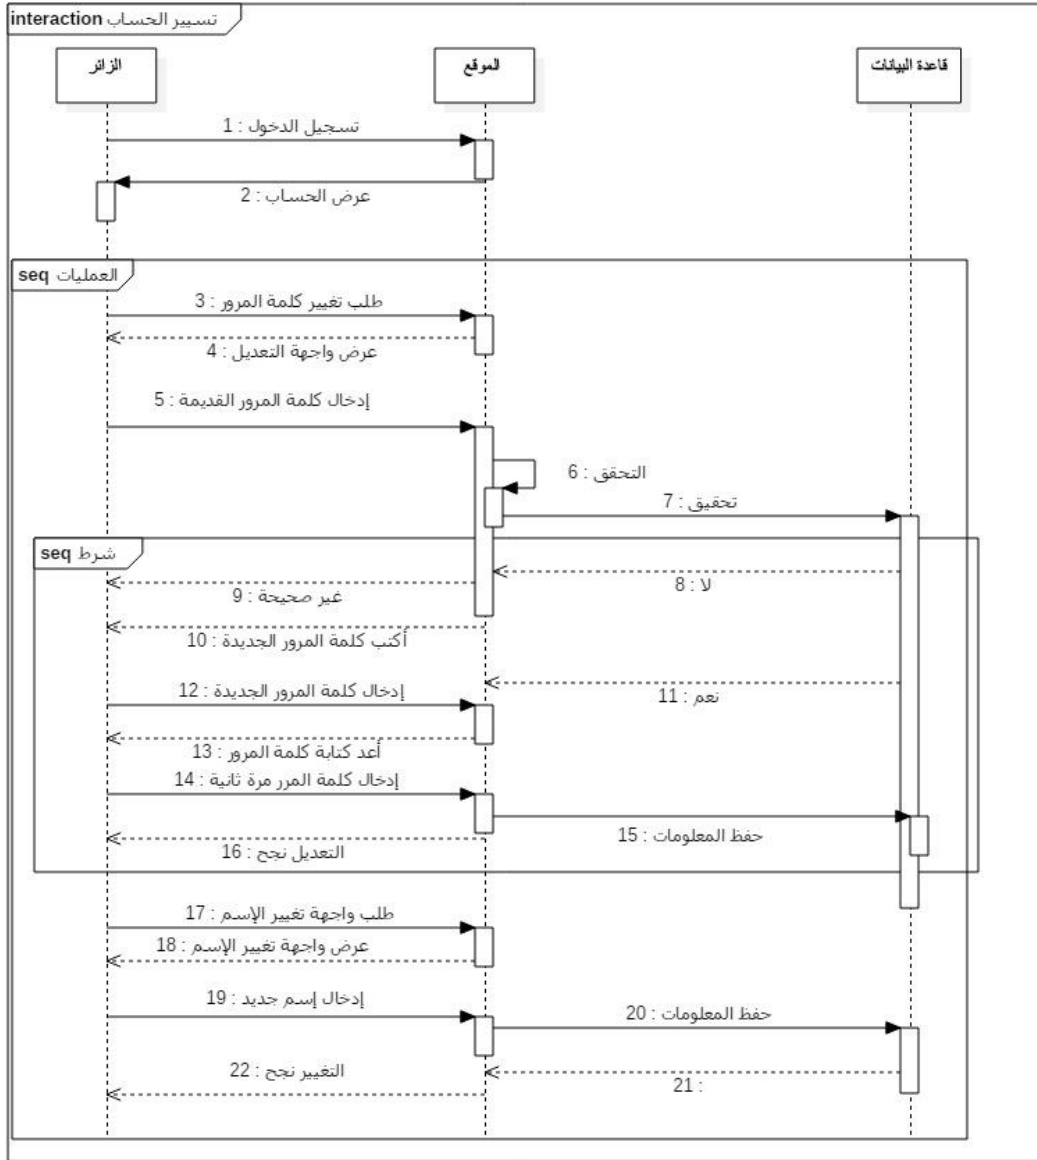 interaction تسيير الحساب
الزائر
الموقع
قاعدة البيانات
1 : تسجيل الدخول
2 : عرض الحساب
seq العمليات
3 : طلب تغيير كلمة المرور
4 : عرض واجهة التعديل
5 : إدخال كلمة المرور القديمة
6 : التحقق
7 : تحقيق
seq شرط
8 : لا
9 : غير صحيحة
10 : أكتب كلمة المرور الجديدة
11 : نعم
12 : إدخال كلمة المرور الجديدة
13 : أعد كتابة كلمة المرور
14 : إدخال كلمة المرر مرة ثانية
15 : حفظ المعلومات
16 : التعديل نجح
17 : طلب واجهة تغيير الإسم
18 : عرض واجهة تغيير الإسم
19 : إدخال إسم جديد
20 : حفظ المعلومات
21 :
22 : التغيير نجح